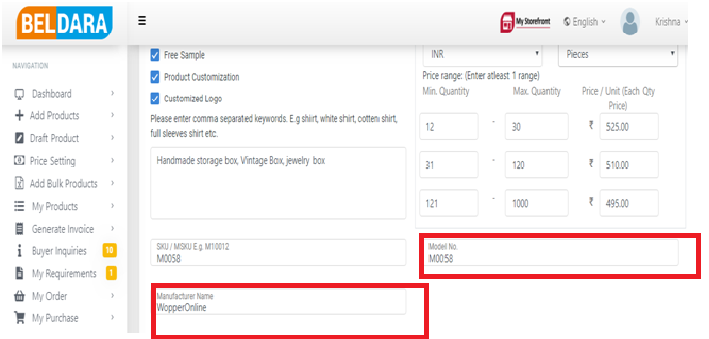 BELDARA
My Storefront
English
Krishna
NAVIGATION
Dashboard
Add Products
Draft Product
Price Setting
Add Bulk Products
My Products
Generate Invoice
Buyer Inquiries 10
My Requirements 1
My Order
My Purchase
Free Sample
Product Customization
Customized Logo
Please enter comma separated keywords. E.g shirt, white shirt, cotton shirt,
full sleeves shirt etc.
Handmade storage box, Vintage Box, jewelry box
SKU / MSKU E.g. M10012
M0058
Manufacturer Name
WopperOnline
INR Pieces
Price range: (Enter atleast 1 range)
Min. Quantity Max. Quantity Price / Unit (Each Qty
Price)
12 - 30 ₹ 525.00
31 - 120 ₹ 510.00
121 - 1000 ₹ 495.00
Modell No.
M0058